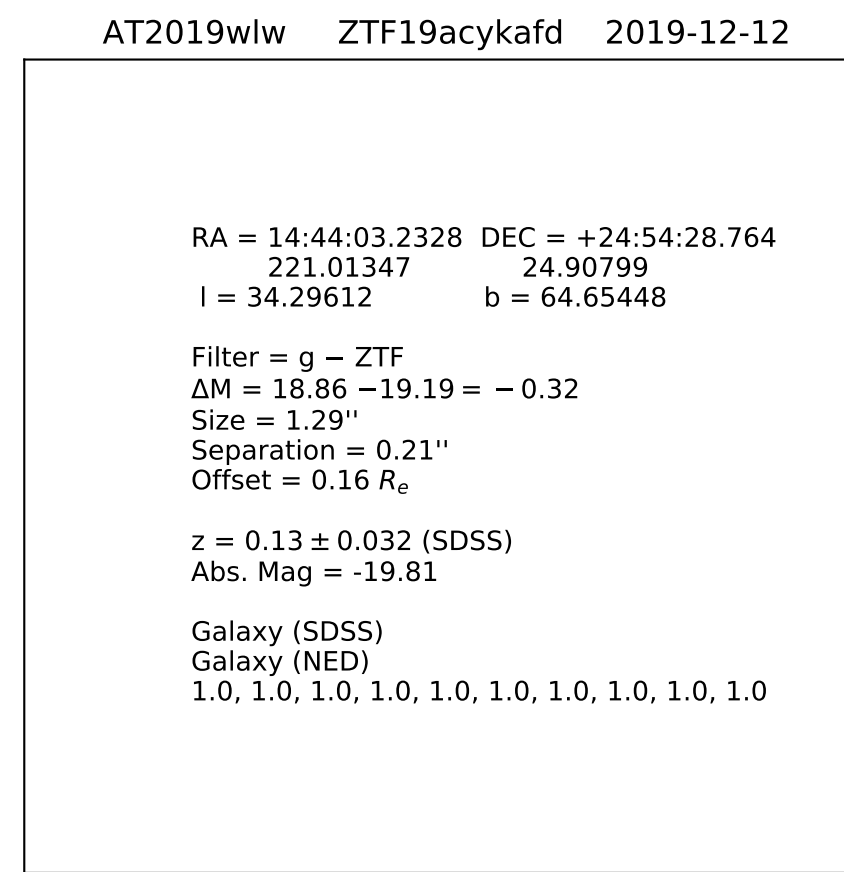 AT2019wlw ZTF19acykafd 2019-12-12
RA = 14:44:03.2328 DEC = +24:54:28.764
221.01347 24.90799
l = 34.29612 b = 64.65448
Filter = g − ZTF
ΔM = 18.86 −19.19 = − 0.32
Size = 1.29''
Separation = 0.21''
Offset = 0.16 Rₑ
z = 0.13 ± 0.032 (SDSS)
Abs. Mag = -19.81
Galaxy (SDSS)
Galaxy (NED)
1.0, 1.0, 1.0, 1.0, 1.0, 1.0, 1.0, 1.0, 1.0, 1.0